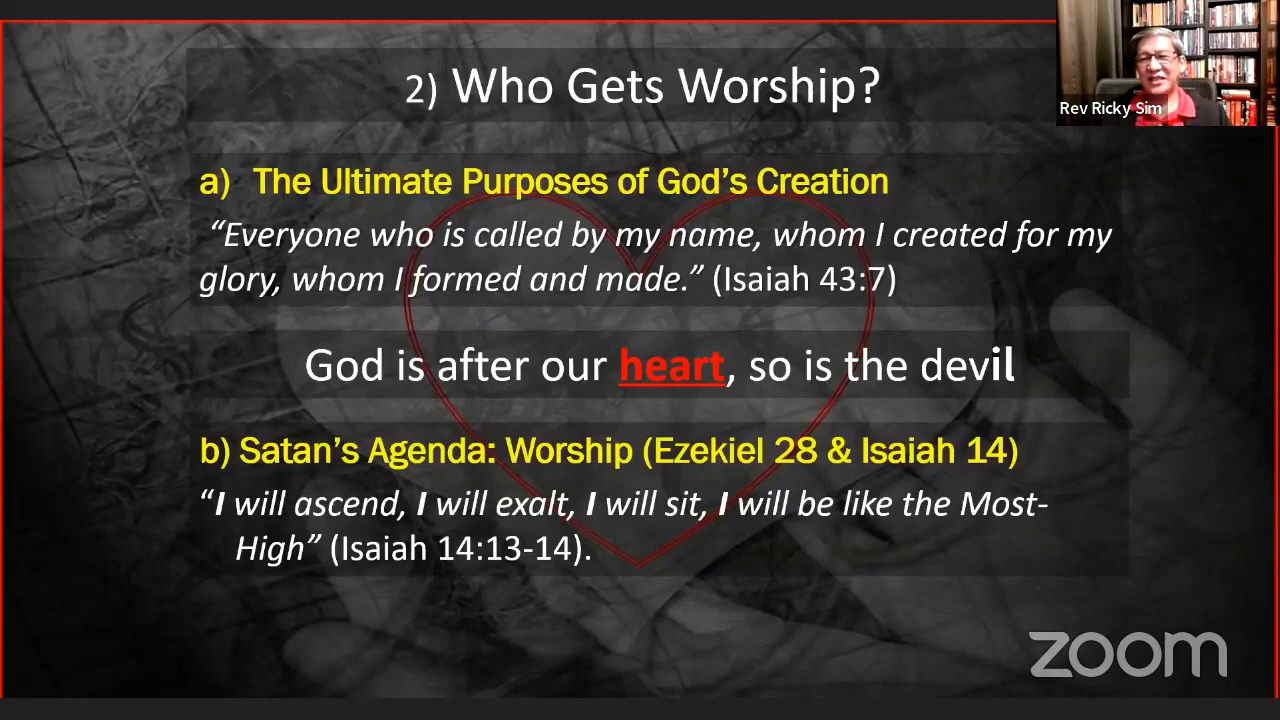 2) Who Gets Worship?
Rev Ricky Sim
a) The Ultimate Purposes of God’s Creation
“Everyone who is called by my name, whom I created for my
glory, whom I formed and made.” (Isaiah 43:7)
God is after our heart, so is the devil
b) Satan’s Agenda: Worship (Ezekiel 28 & Isaiah 14)
“I will ascend, I will exalt, I will sit, I will be like the Most-
High” (Isaiah 14:13-14).
zoom